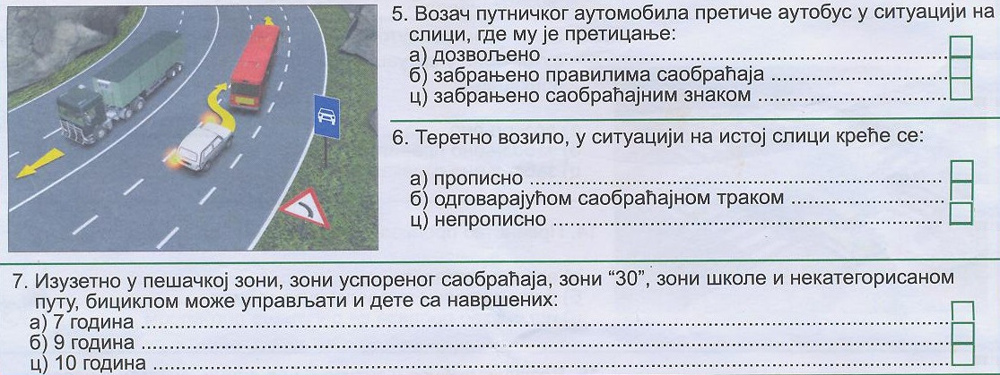 5. Возач путничког аутомобила претиче аутобус у ситуацији на
слици, где му је претицање:
а) дозвољено ............................................................
б) забрањено правилима саобраћаја ..........................
ц) забрањено саобраћајним знаком ............................
6. Теретно возило, у ситуацији на истој слици креће се:
а) прописно ..............................................................
б) одговарајућом саобраћајном траком ......................
ц) непрописно ..........................................................
7. Изузетно у пешачкој зони, зони успореног саобраћаја, зони “30”, зони школе и некатегорисаном
путу, бициклом може управљати и дете са навршених:
а) 7 година ..............................................................
б) 9 година ..............................................................
ц) 10 година ............................................................